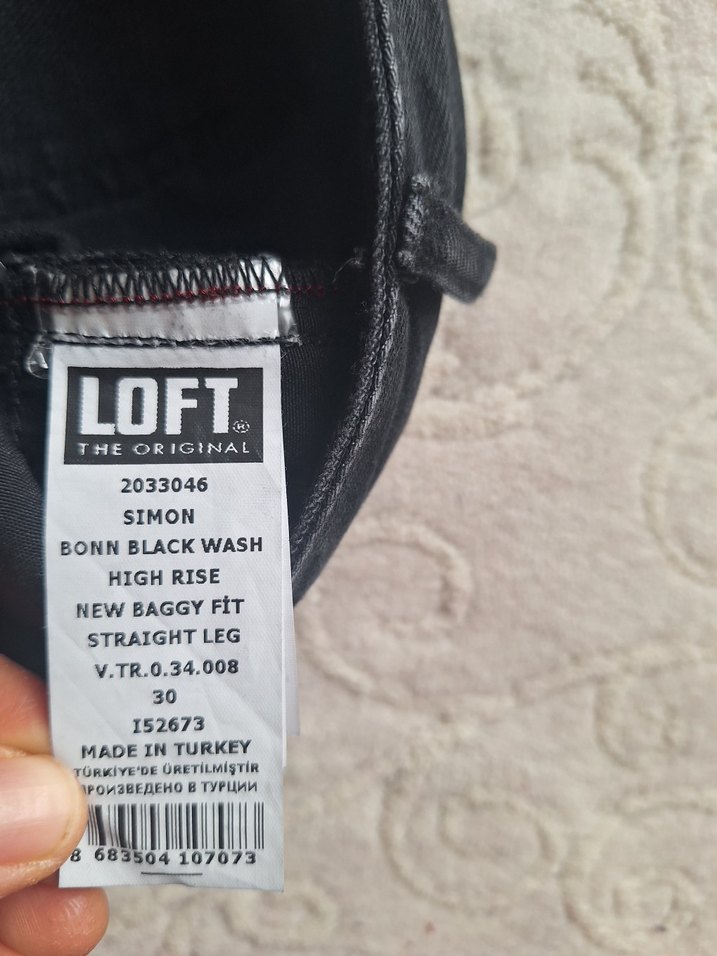 LOFT
THE ORIGINAL
2033046
SIMON
BONN BLACK WASH
HIGH RISE
NEW BAGGY FİT
STRAIGHT LEG
V.TR.0.34.008
30
I52673
MADE IN TURKEY
TÜRKİYE'DE ÜRETİLMİŞTİR
ПРОИЗВЕДЕНО В ТУРЦИИ
8 683504 107073